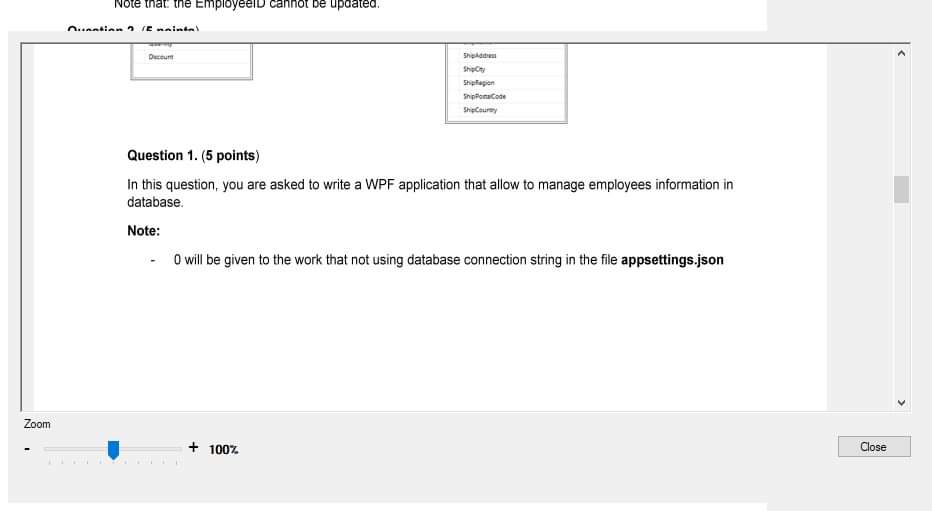 Note that: the EmployeeID cannot be updated.
Question 2. (5 points)
Quantity
Discount
ShipAddress
ShipCity
ShipRegion
ShipPostalCode
ShipCountry
Question 1. (5 points)
In this question, you are asked to write a WPF application that allow to manage employees information in
database.
Note:
- 0 will be given to the work that not using database connection string in the file appsettings.json
Zoom
- + 100%
Close